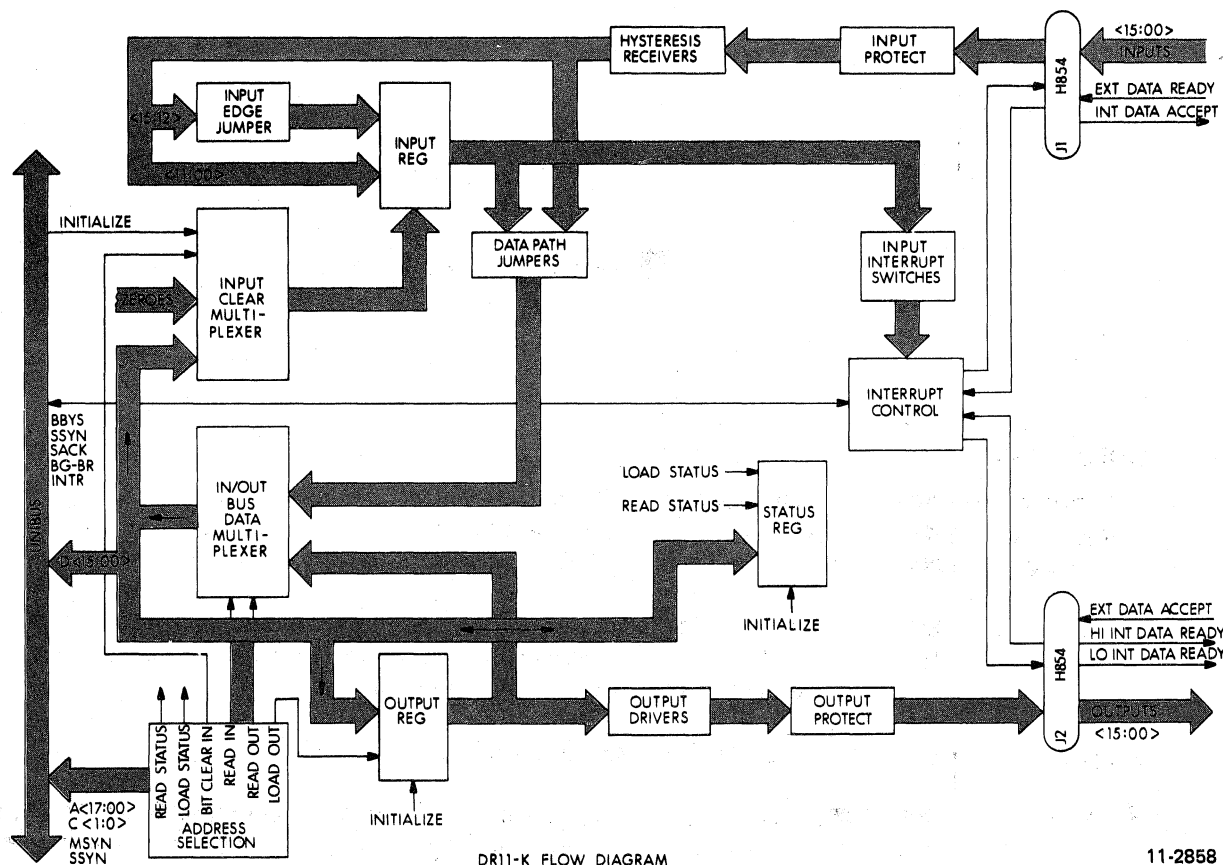 <15:00>
INPUTS
HYSTERESIS
RECEIVERS
INPUT
PROTECT
H854
J1
EXT DATA READY
INT DATA ACCEPT
<15:12>
INPUT
EDGE
JUMPER
INPUT
REG
<11:00>
INITIALIZE
ZEROES
INPUT
CLEAR
MULTI-
PLEXER
DATA PATH
JUMPERS
INPUT
INTERRUPT
SWITCHES
INTERRUPT
CONTROL
BBYS
SSYN
SACK
BG-BR
INTR
UNIBUS
D<15:00>
IN/OUT
BUS
DATA
MULTI-
PLEXER
LOAD STATUS
READ STATUS
STATUS
REG
INITIALIZE
EXT DATA ACCEPT
HI INT DATA READY
LO INT DATA READY
H854
J2
OUTPUTS
<15:00>
OUTPUT
REG
OUTPUT
DRIVERS
OUTPUT
PROTECT
INITIALIZE
READ STATUS
LOAD STATUS
BIT CLEAR IN
READ IN
READ OUT
LOAD OUT
ADDRESS
SELECTION
A<17:00>
C<1:0>
MSYN
SSYN
DR11-K FLOW DIAGRAM
11-2858